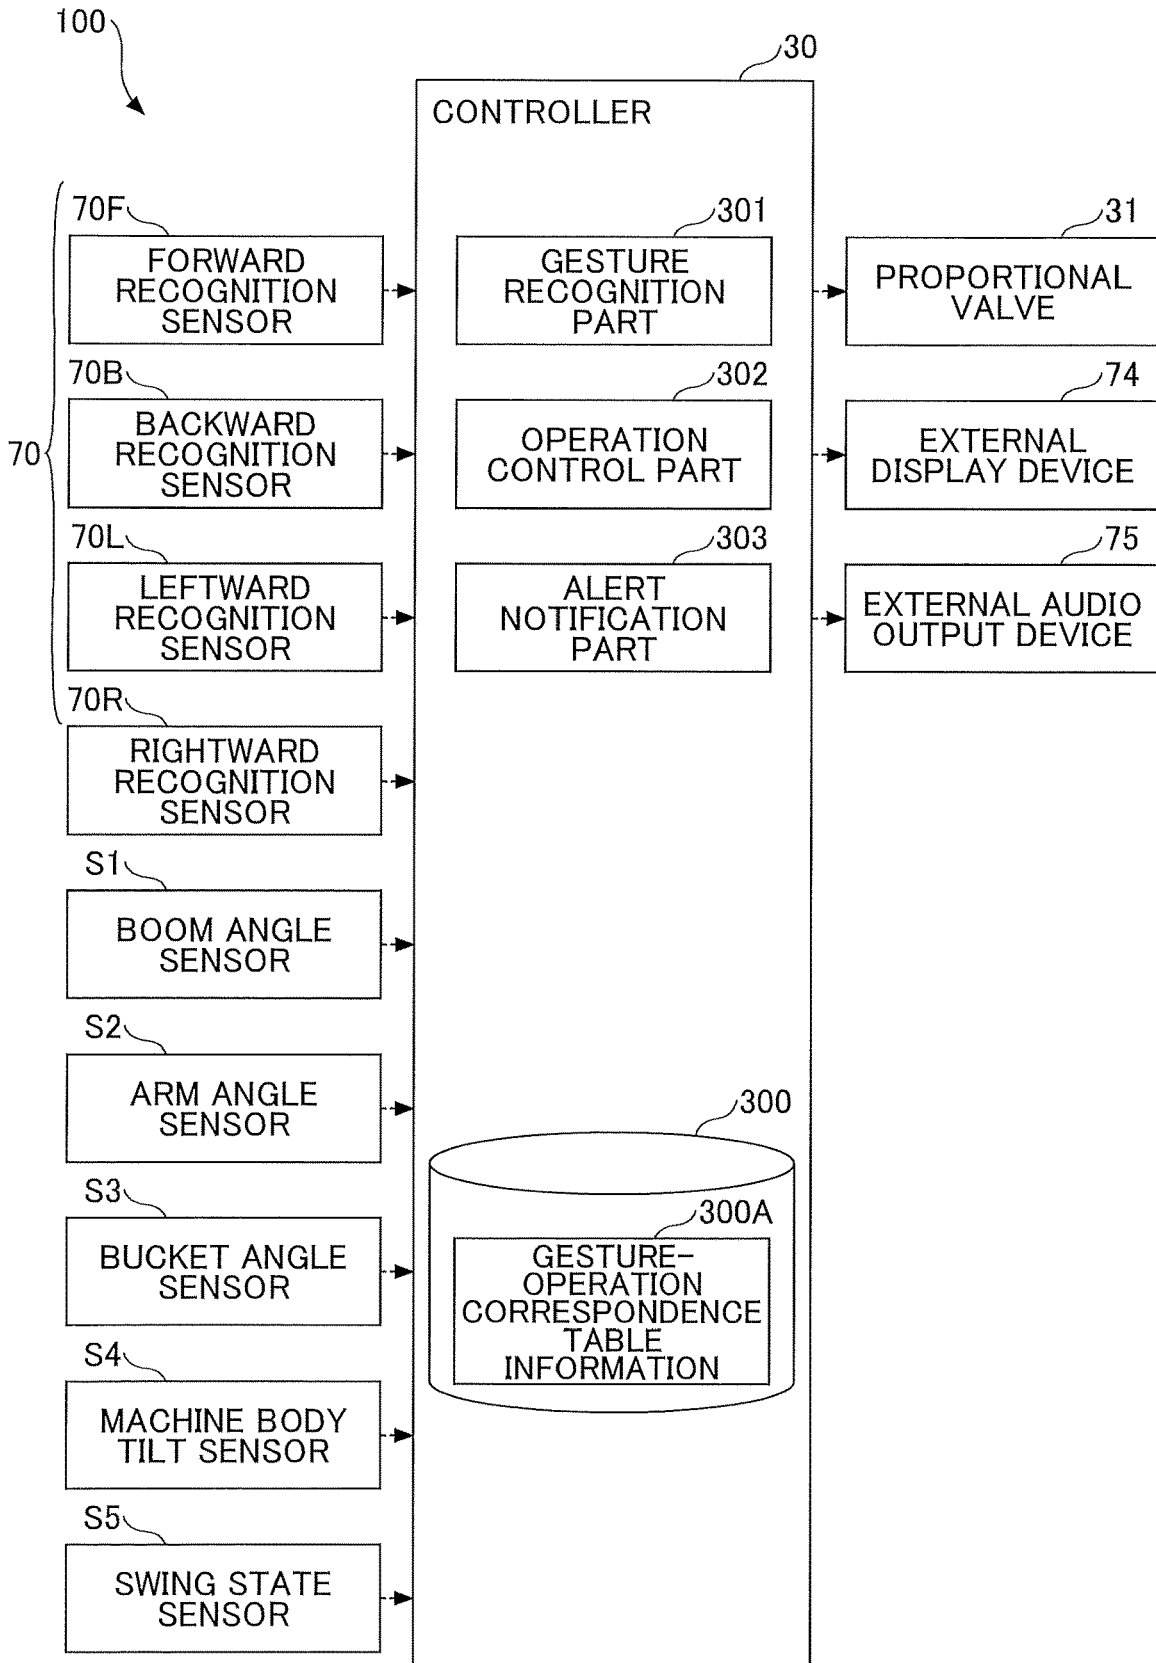 100
30
CONTROLLER
70
70F
FORWARD
RECOGNITION
SENSOR
70B
BACKWARD
RECOGNITION
SENSOR
70L
LEFTWARD
RECOGNITION
SENSOR
70R
RIGHTWARD
RECOGNITION
SENSOR
S1
BOOM ANGLE
SENSOR
S2
ARM ANGLE
SENSOR
S3
BUCKET ANGLE
SENSOR
S4
MACHINE BODY
TILT SENSOR
S5
SWING STATE
SENSOR
301
GESTURE
RECOGNITION
PART
302
OPERATION
CONTROL PART
303
ALERT
NOTIFICATION
PART
300
300A
GESTURE-
OPERATION
CORRESPONDENCE
TABLE
INFORMATION
31
PROPORTIONAL
VALVE
74
EXTERNAL
DISPLAY DEVICE
75
EXTERNAL AUDIO
OUTPUT DEVICE